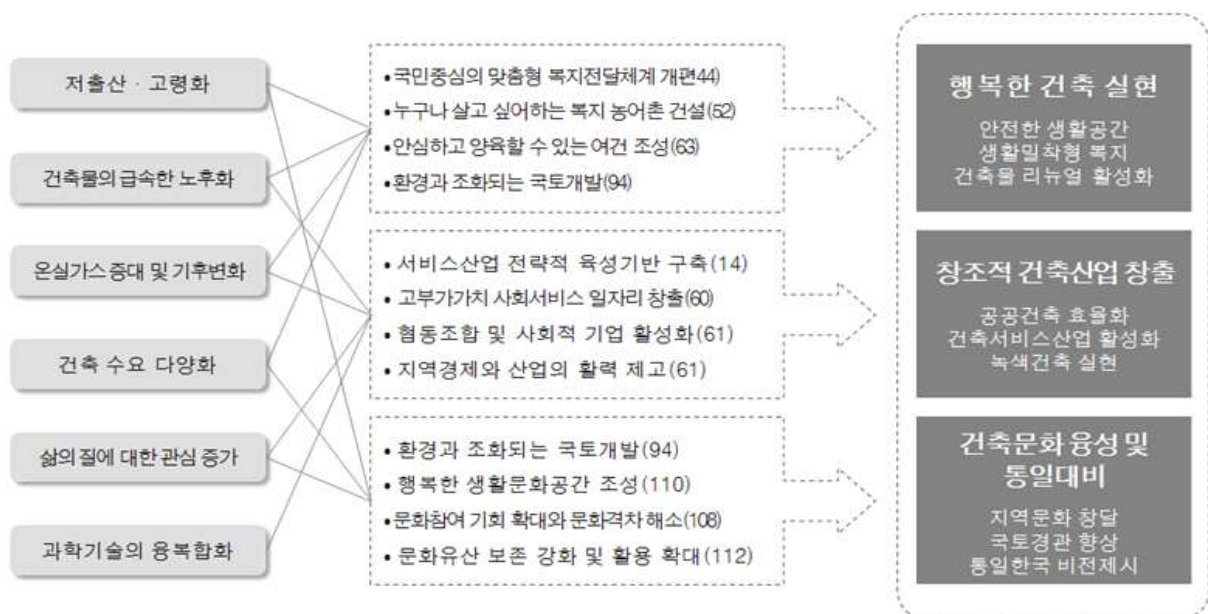 저출산 · 고령화
건축물의 급속한 노후화
온실가스 증대 및 기후변화
건축 수요 다양화
삶의 질에 대한 관심 증가
과학기술의 융복합화
• 국민중심의 맞춤형 복지전달체계 개편44)
• 누구나 살고 싶어하는 복지 농어촌 건설(52)
• 안심하고 양육할 수 있는 여건 조성(63)
• 환경과 조화되는 국토개발(94)
• 서비스산업 전략적 육성기반 구축(14)
• 고부가가치 사회서비스 일자리 창출(60)
• 협동조합 및 사회적 기업 활성화(61)
• 지역경제와 산업의 활력 제고(61)
• 환경과 조화되는 국토개발(94)
• 행복한 생활문화공간 조성(110)
• 문화참여 기회 확대와 문화격차 해소(108)
• 문화유산 보존 강화 및 활용 확대(112)
행복한 건축 실현
안전한 생활공간
생활밀착형 복지
건축물 리뉴얼 활성화
창조적 건축산업 창출
공공건축 효율화
건축서비스산업 활성화
녹색건축 실현
건축문화 융성 및
통일대비
지역문화 창달
국토경관 향상
통일한국 비전제시